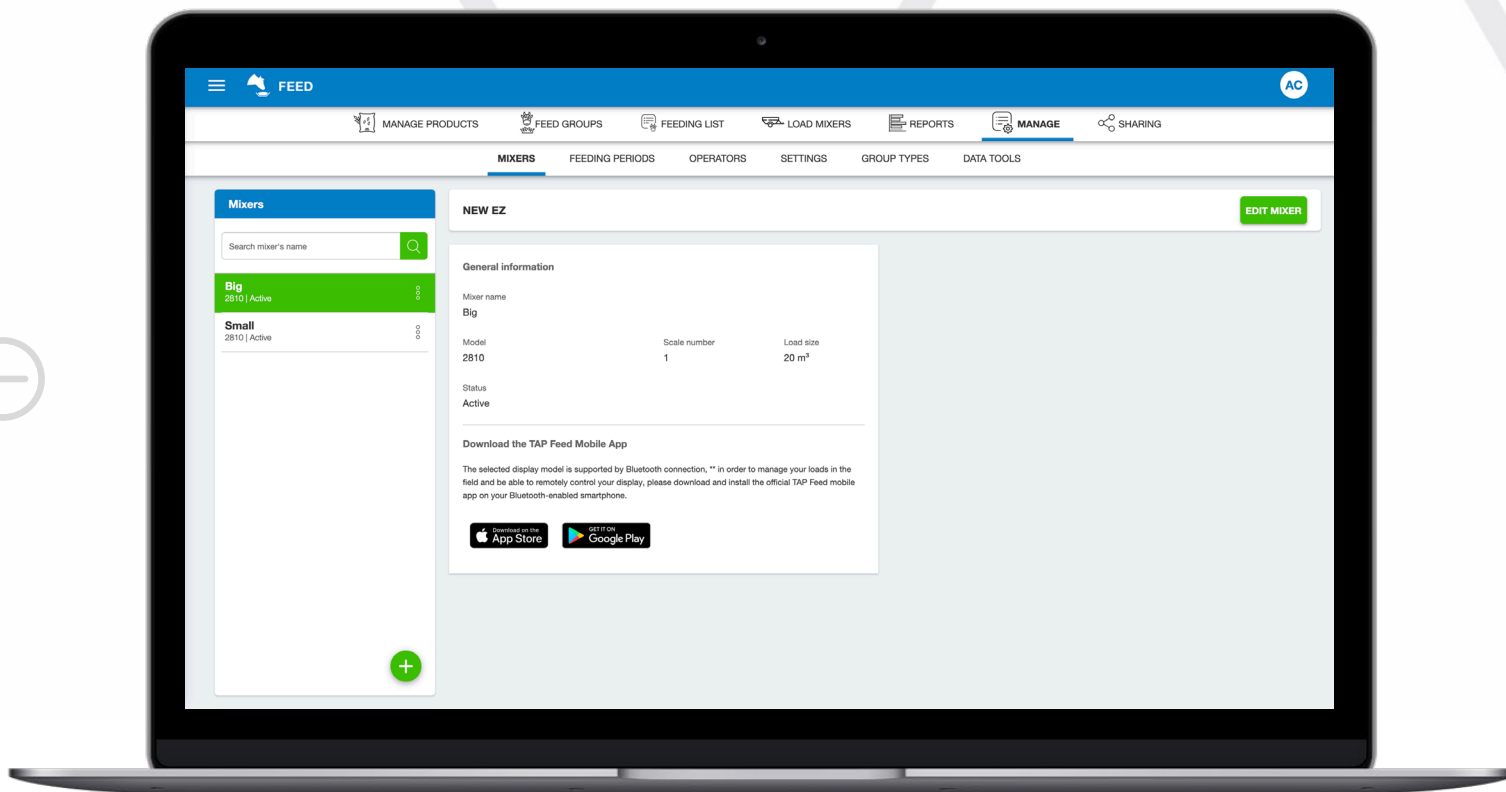 FEED
AC
MANAGE PRODUCTS
FEED GROUPS
FEEDING LIST
LOAD MIXERS
REPORTS
MANAGE
SHARING
MIXERS
FEEDING PERIODS
OPERATORS
SETTINGS
GROUP TYPES
DATA TOOLS
Mixers
Search mixer's name
Big
2810 | Active
Small
2810 | Active
NEW EZ
EDIT MIXER
General information
Mixer name
Big
Model
2810
Scale number
1
Load size
20 m³
Status
Active
Download the TAP Feed Mobile App
The selected display model is supported by Bluetooth connection, ** in order to manage your loads in the
field and be able to remotely control your display, please download and install the official TAP Feed mobile
app on your Bluetooth-enabled smartphone.
Download on the
App Store
GET IT ON
Google Play